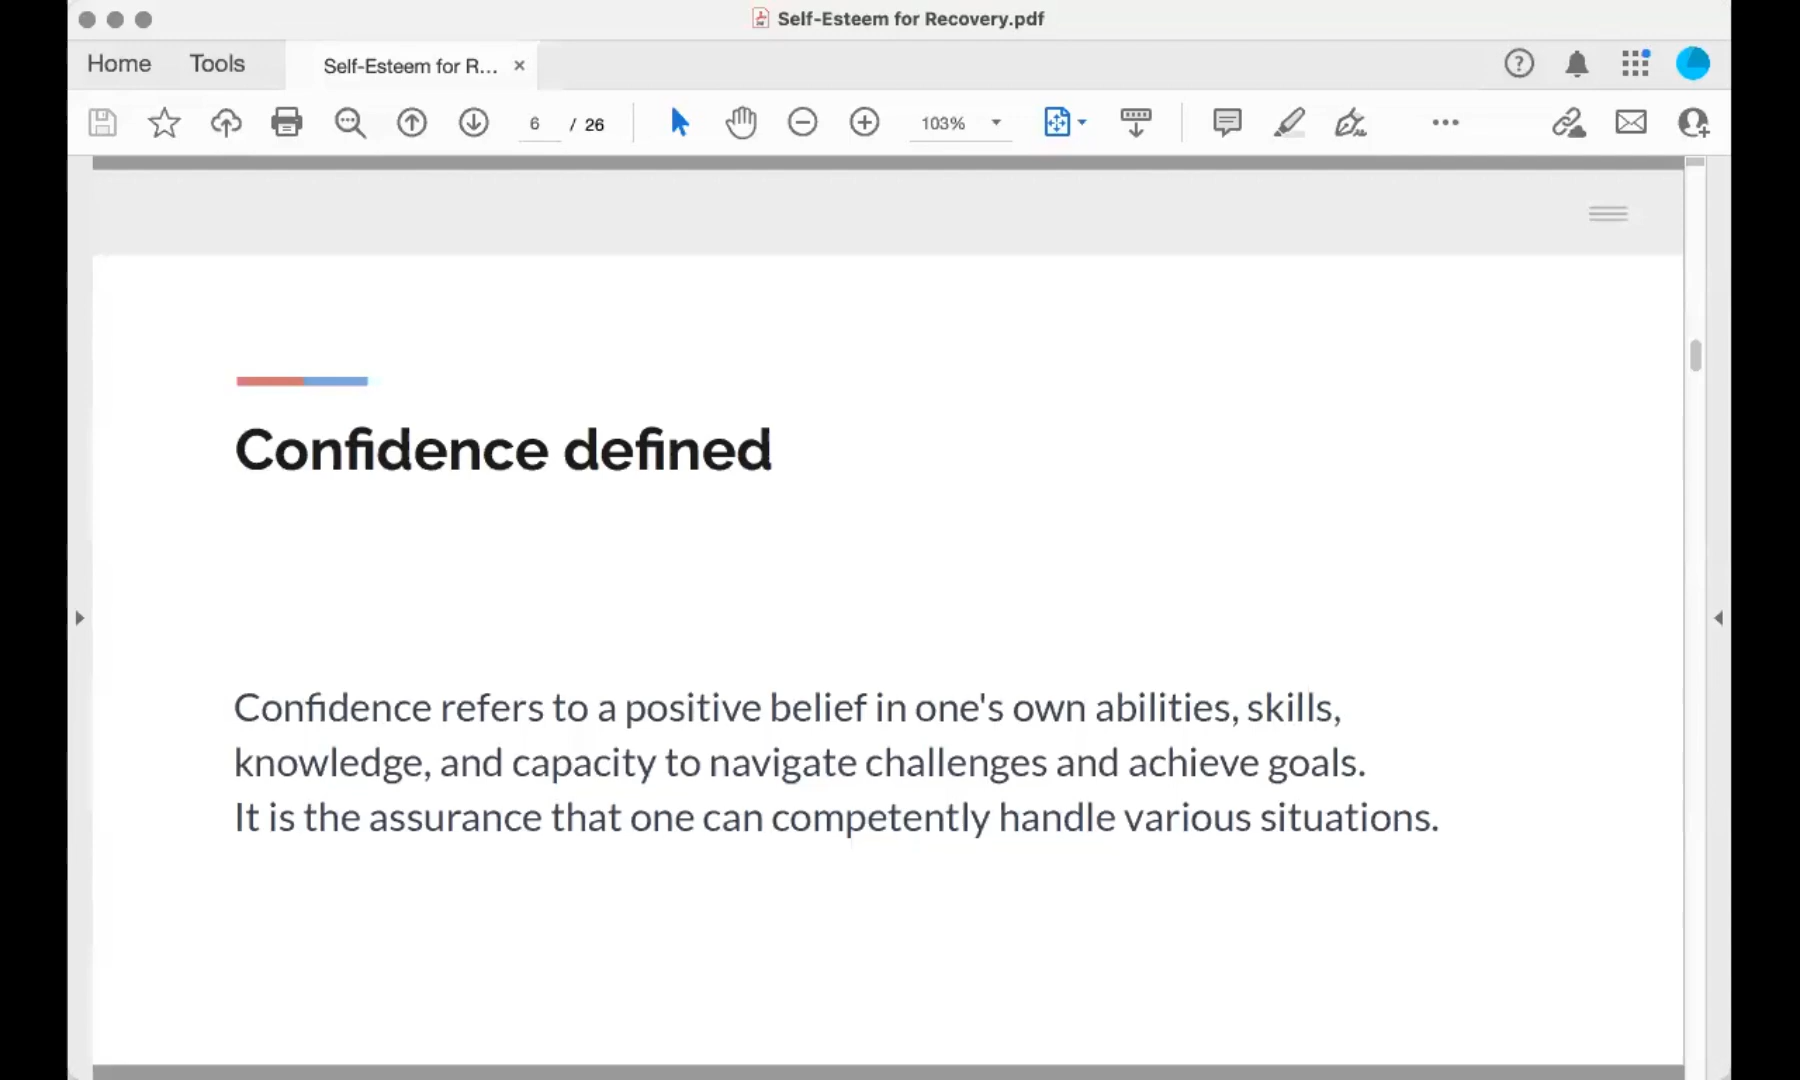 Self-Esteem for Recovery.pdf
Home Tools Self-Esteem for R... ×
6 / 26 103%
Confidence defined
Confidence refers to a positive belief in one's own abilities, skills,
knowledge, and capacity to navigate challenges and achieve goals.
It is the assurance that one can competently handle various situations.